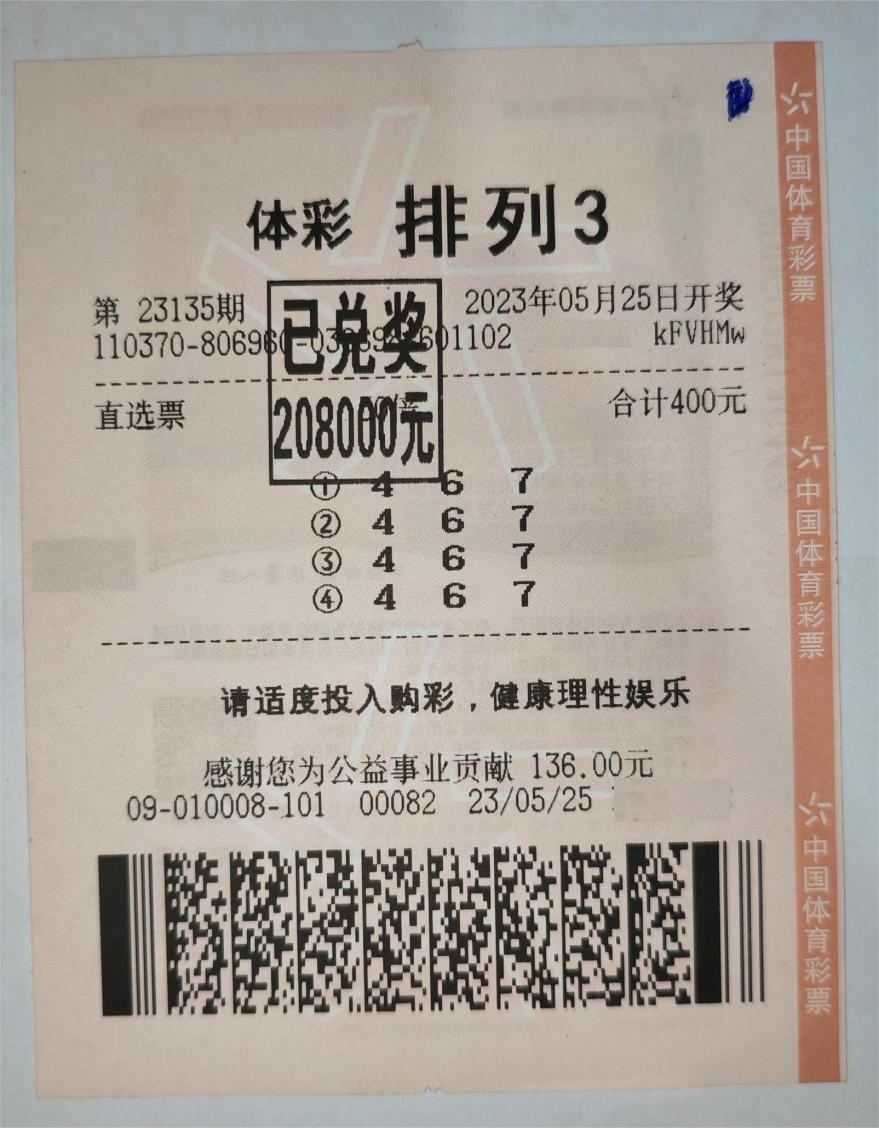 体彩 排列3
第 23135期 2023年05月25日开奖
已兑奖
110370-806960- 601102 kFVHMw
直选票 合计400元
208000元
① 4 6 7
② 4 6 7
③ 4 6 7
④ 4 6 7
请适度投入购彩，健康理性娱乐
感谢您为公益事业贡献 136.00元
09-010008-101 00082 23/05/25
中国体育彩票
中国体育彩票
中国体育彩票